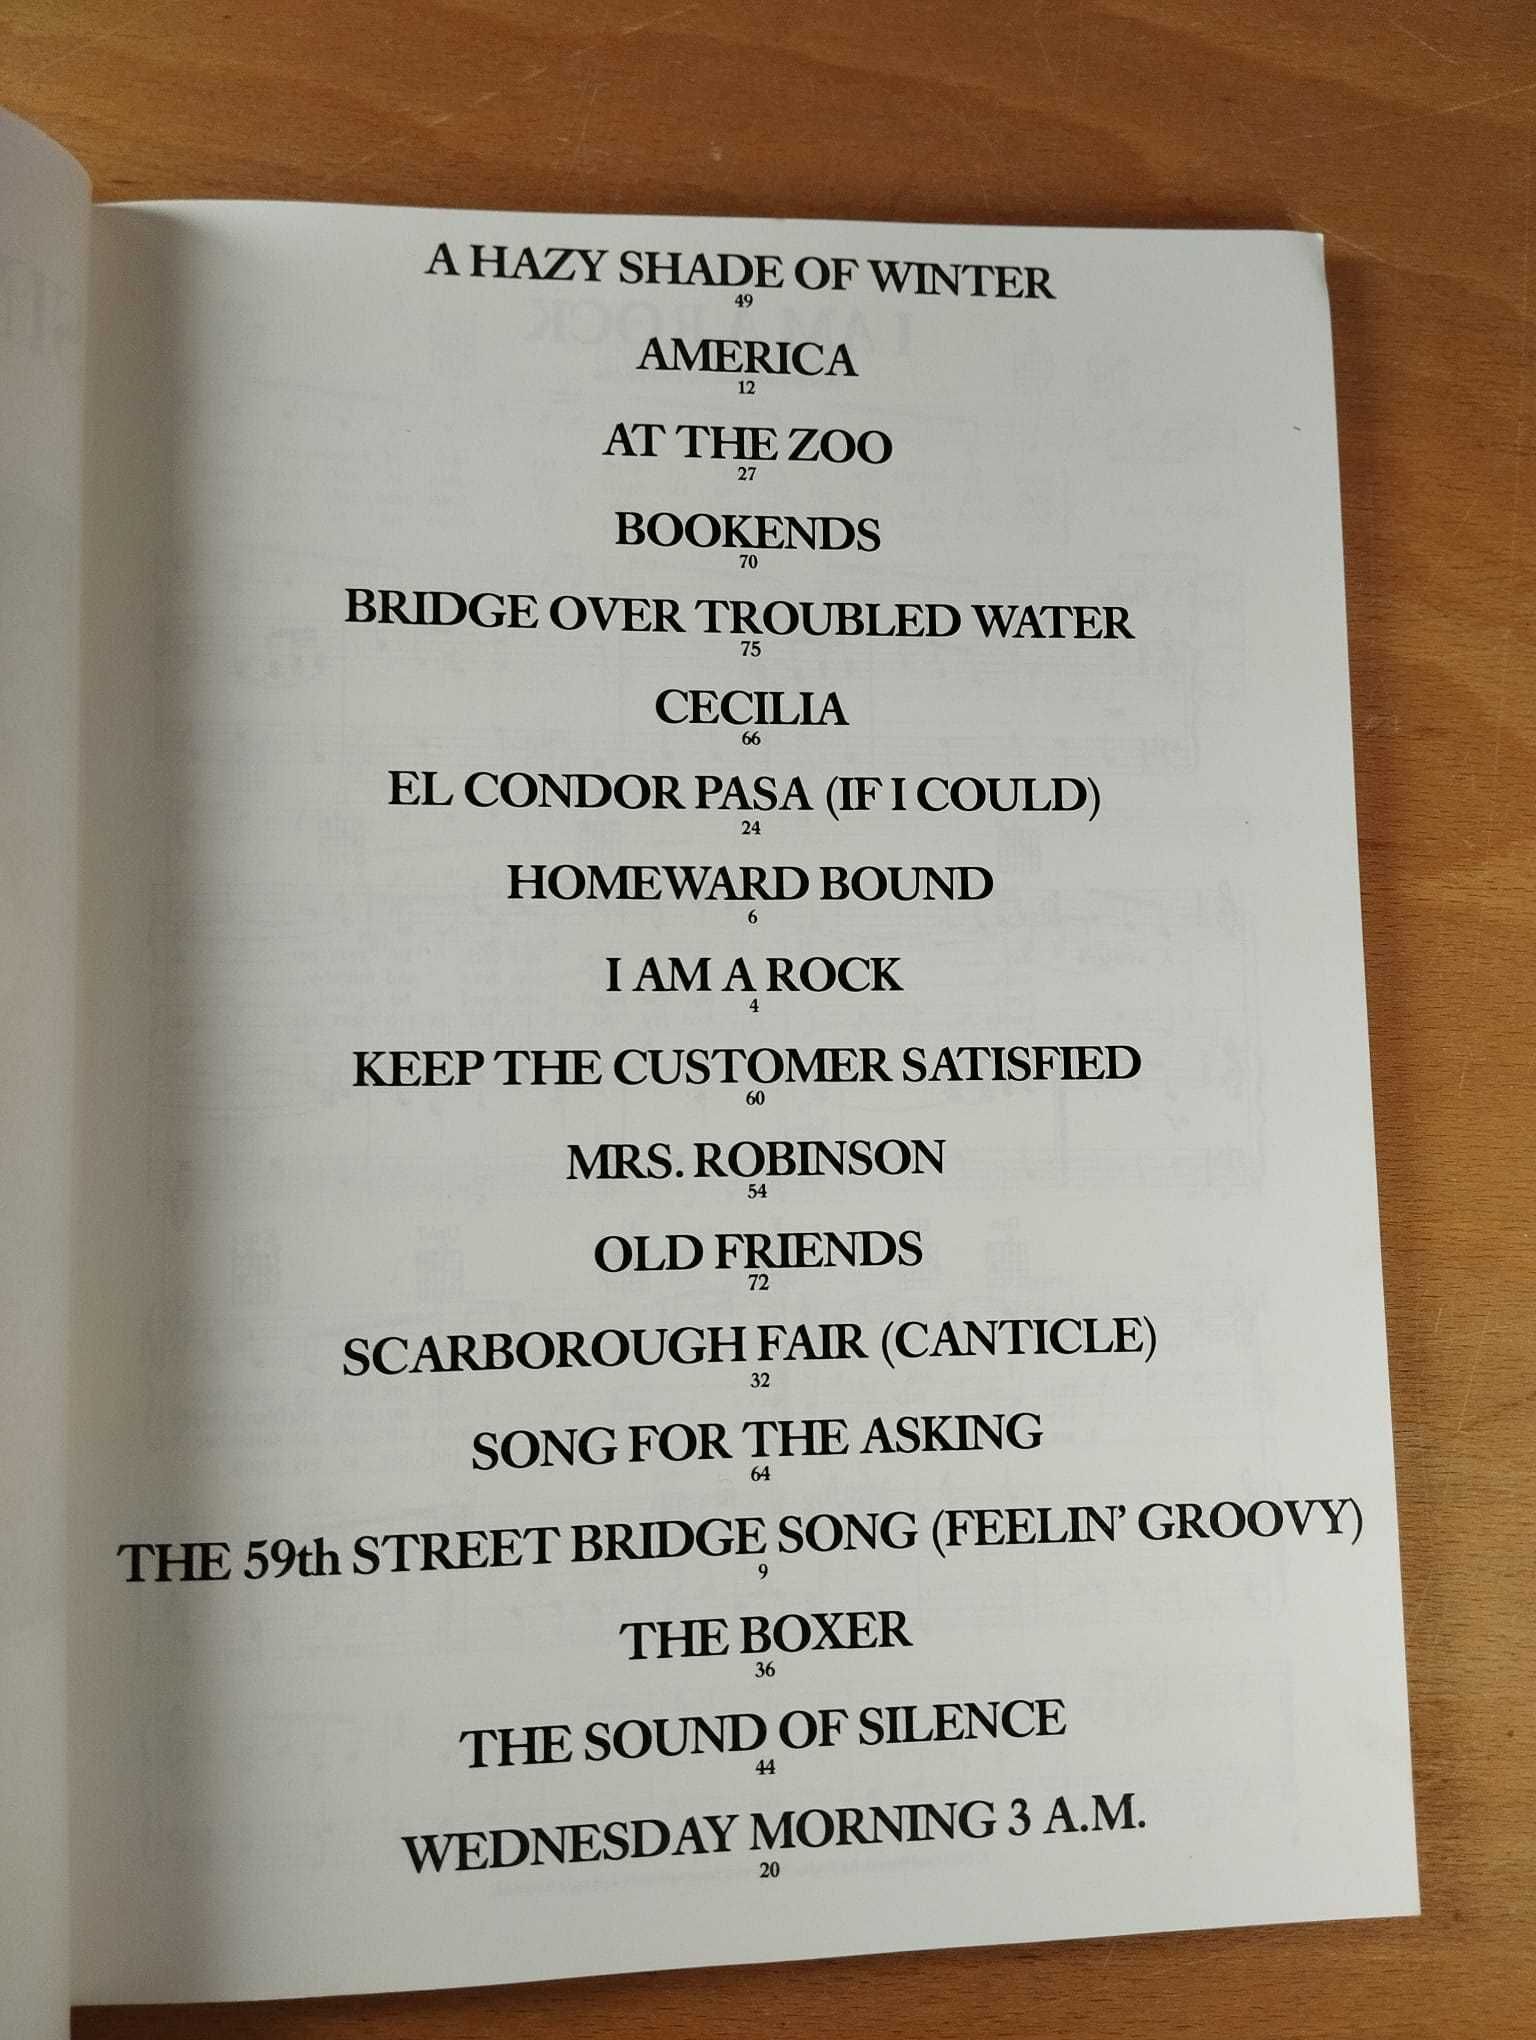 A HAZY SHADE OF WINTER
49
AMERICA
12
AT THE ZOO
27
BOOKENDS
70
BRIDGE OVER TROUBLED WATER
75
CECILIA
66
EL CONDOR PASA (IF I COULD)
24
HOMEWARD BOUND
6
I AM A ROCK
4
KEEP THE CUSTOMER SATISFIED
60
MRS. ROBINSON
54
OLD FRIENDS
72
SCARBOROUGH FAIR (CANTICLE)
32
SONG FOR THE ASKING
64
THE 59th STREET BRIDGE SONG (FEELIN' GROOVY)
9
THE BOXER
36
THE SOUND OF SILENCE
44
WEDNESDAY MORNING 3 A.M.
20